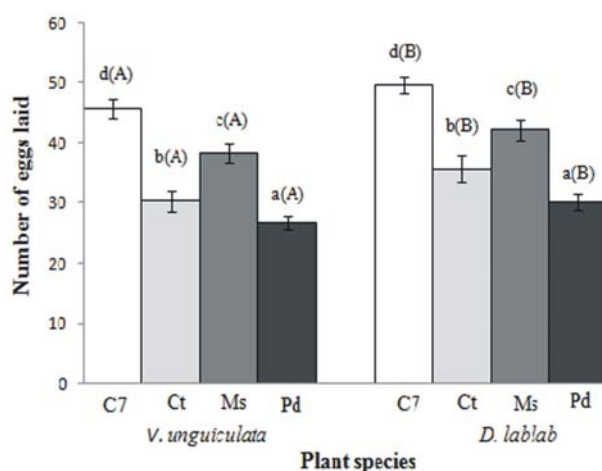 60
50
40
30
20
10
0
Number of eggs laid
d(A)
b(A)
c(A)
a(A)
d(B)
b(B)
c(B)
a(B)
C7 Ct Ms Pd C7 Ct Ms Pd
V. unguiculata D. lablab
Plant species